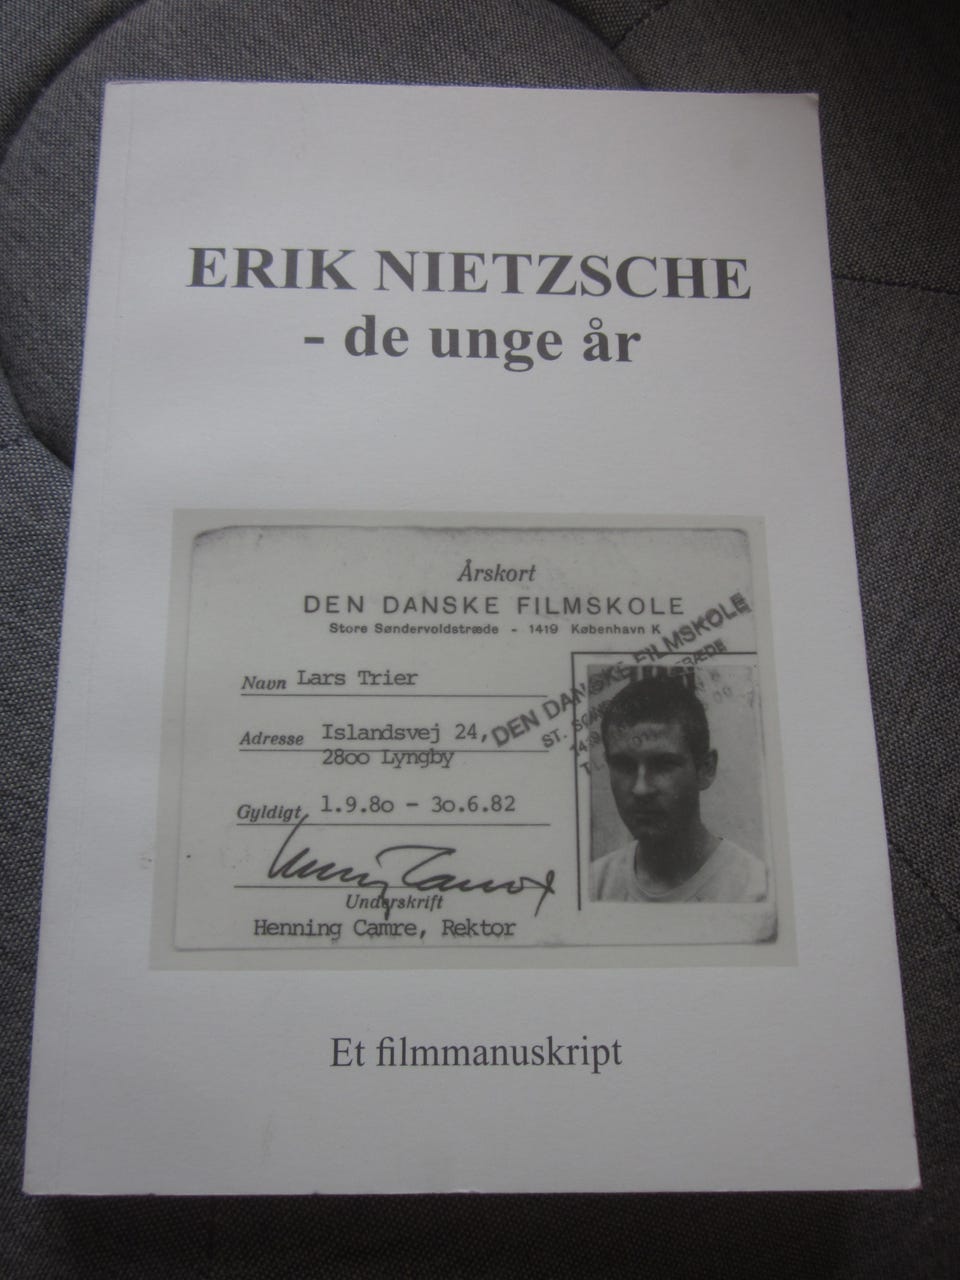 ERIK NIETZSCHE
- de unge år
Årskort
DEN DANSKE FILMSKOLE
Store Søndervoldstræde - 1419 København K
Navn Lars Trier
Adresse Islandsvej 24,
2800 Lyngby
Gyldigt 1.9.80 - 30.6.82
Underskrift
Henning Camre, Rektor
DEN DANSKE FILMSKOLE
Et filmmanuskript